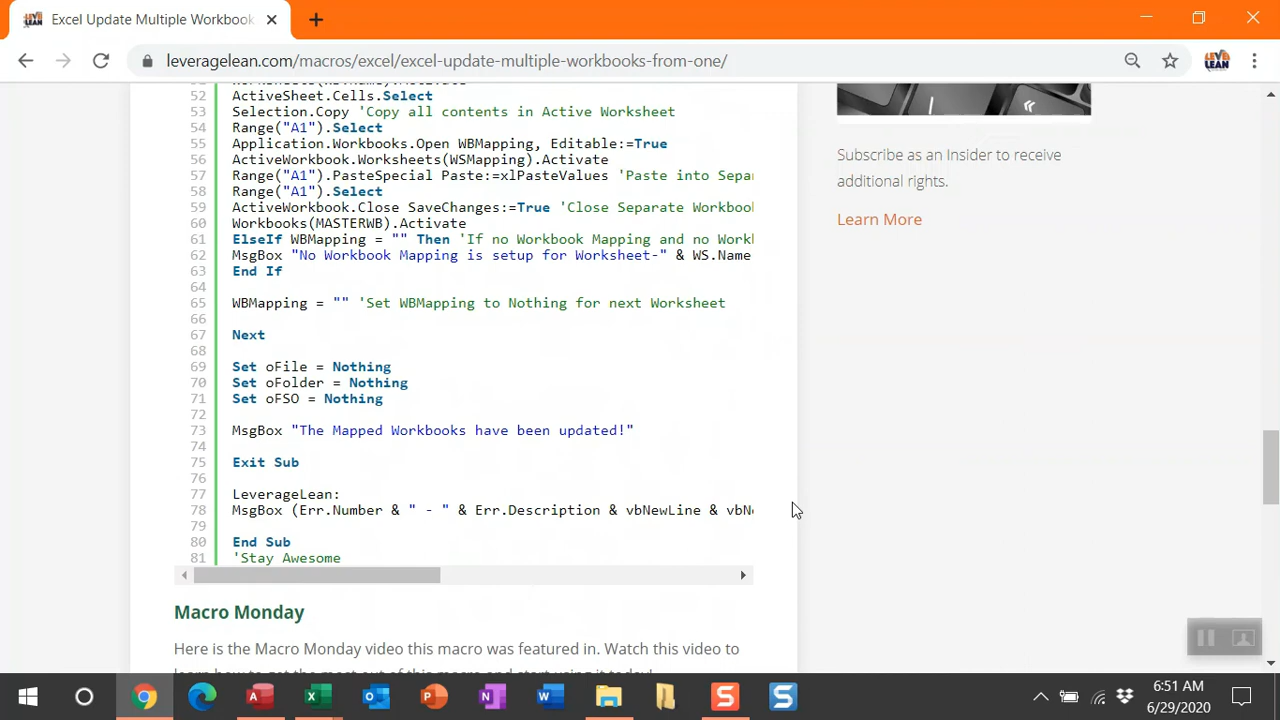 Excel Update Multiple Workbook
leveragelean.com/macros/excel/excel-update-multiple-workbooks-from-one/
52 ActiveSheet.Cells.Select
53 Selection.Copy 'Copy all contents in Active Worksheet
54 Range("A1").Select
55 Application.Workbooks.Open WBMapping, Editable:=True
56 ActiveWorkbook.Worksheets(WSMapping).Activate
57 Range("A1").PasteSpecial Paste:=xlPasteValues 'Paste into Sepa
58 Range("A1").Select
59 ActiveWorkbook.Close SaveChanges:=True 'Close Separate Workboo
60 Workbooks(MASTERWB).Activate
61 ElseIf WBMapping = "" Then 'If no Workbook Mapping and no Work
62 MsgBox "No Workbook Mapping is setup for Worksheet-" & WS.Name
63 End If
64
65 WBMapping = "" 'Set WBMapping to Nothing for next Worksheet
66
67 Next
68
69 Set oFile = Nothing
70 Set oFolder = Nothing
71 Set oFSO = Nothing
72
73 MsgBox "The Mapped Workbooks have been updated!"
74
75 Exit Sub
76
77 LeverageLean:
78 MsgBox (Err.Number & " - " & Err.Description & vbNewLine & vbN
79
80 End Sub
81 'Stay Awesome
Macro Monday
Here is the Macro Monday video this macro was featured in. Watch this video to
Subscribe as an Insider to receive
additional rights.
Learn More
6:51 AM
6/29/2020